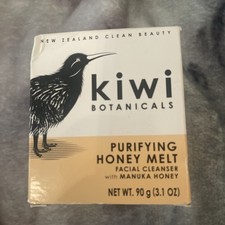 NEW ZEALAND CLEAN BEAUTY
kiwi
BOTANICALS
PURIFYING
HONEY MELT
FACIAL CLEANSER
with MANUKA HONEY
NET WT. 90 g (3.1 OZ)